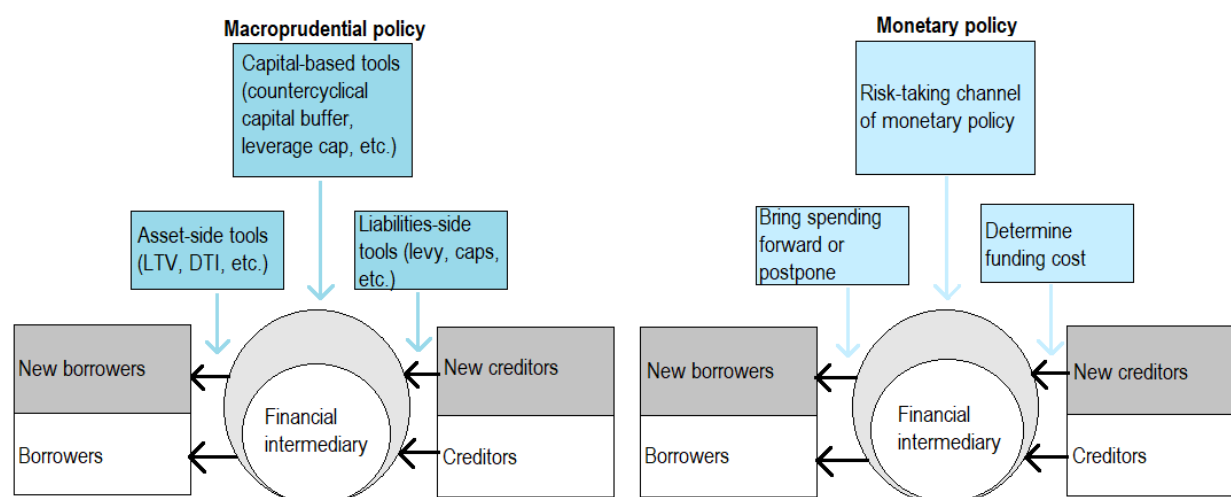 Macroprudential policy
Capital-based tools
(countercyclical
capital buffer,
leverage cap, etc.)
Asset-side tools
(LTV, DTI, etc.)
Liabilities-side
tools (levy, caps,
etc.)
New borrowers
Borrowers
Financial
intermediary
New creditors
Creditors
Monetary policy
Risk-taking channel
of monetary policy
Bring spending
forward or
postpone
Determine
funding cost
New borrowers
Borrowers
Financial
intermediary
New creditors
Creditors